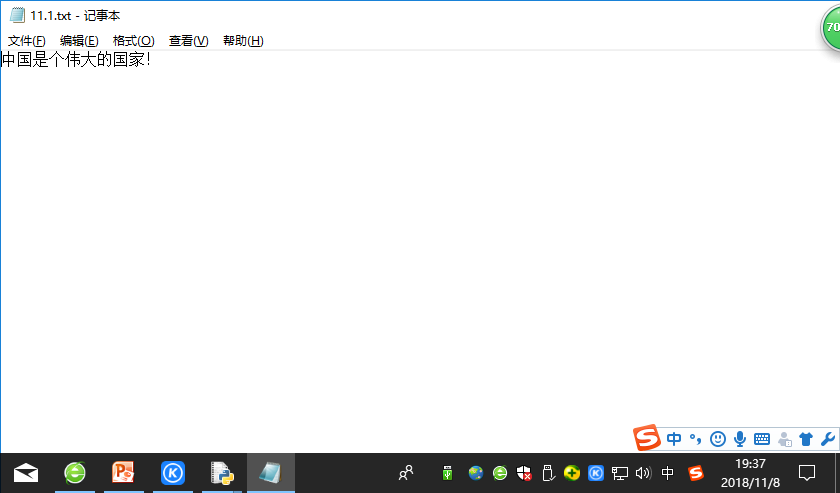 11.1.txt - 记事本
文件(F) 编辑(E) 格式(O) 查看(V) 帮助(H)
中国是个伟大的国家！
70
中
中
19:37
2018/11/8